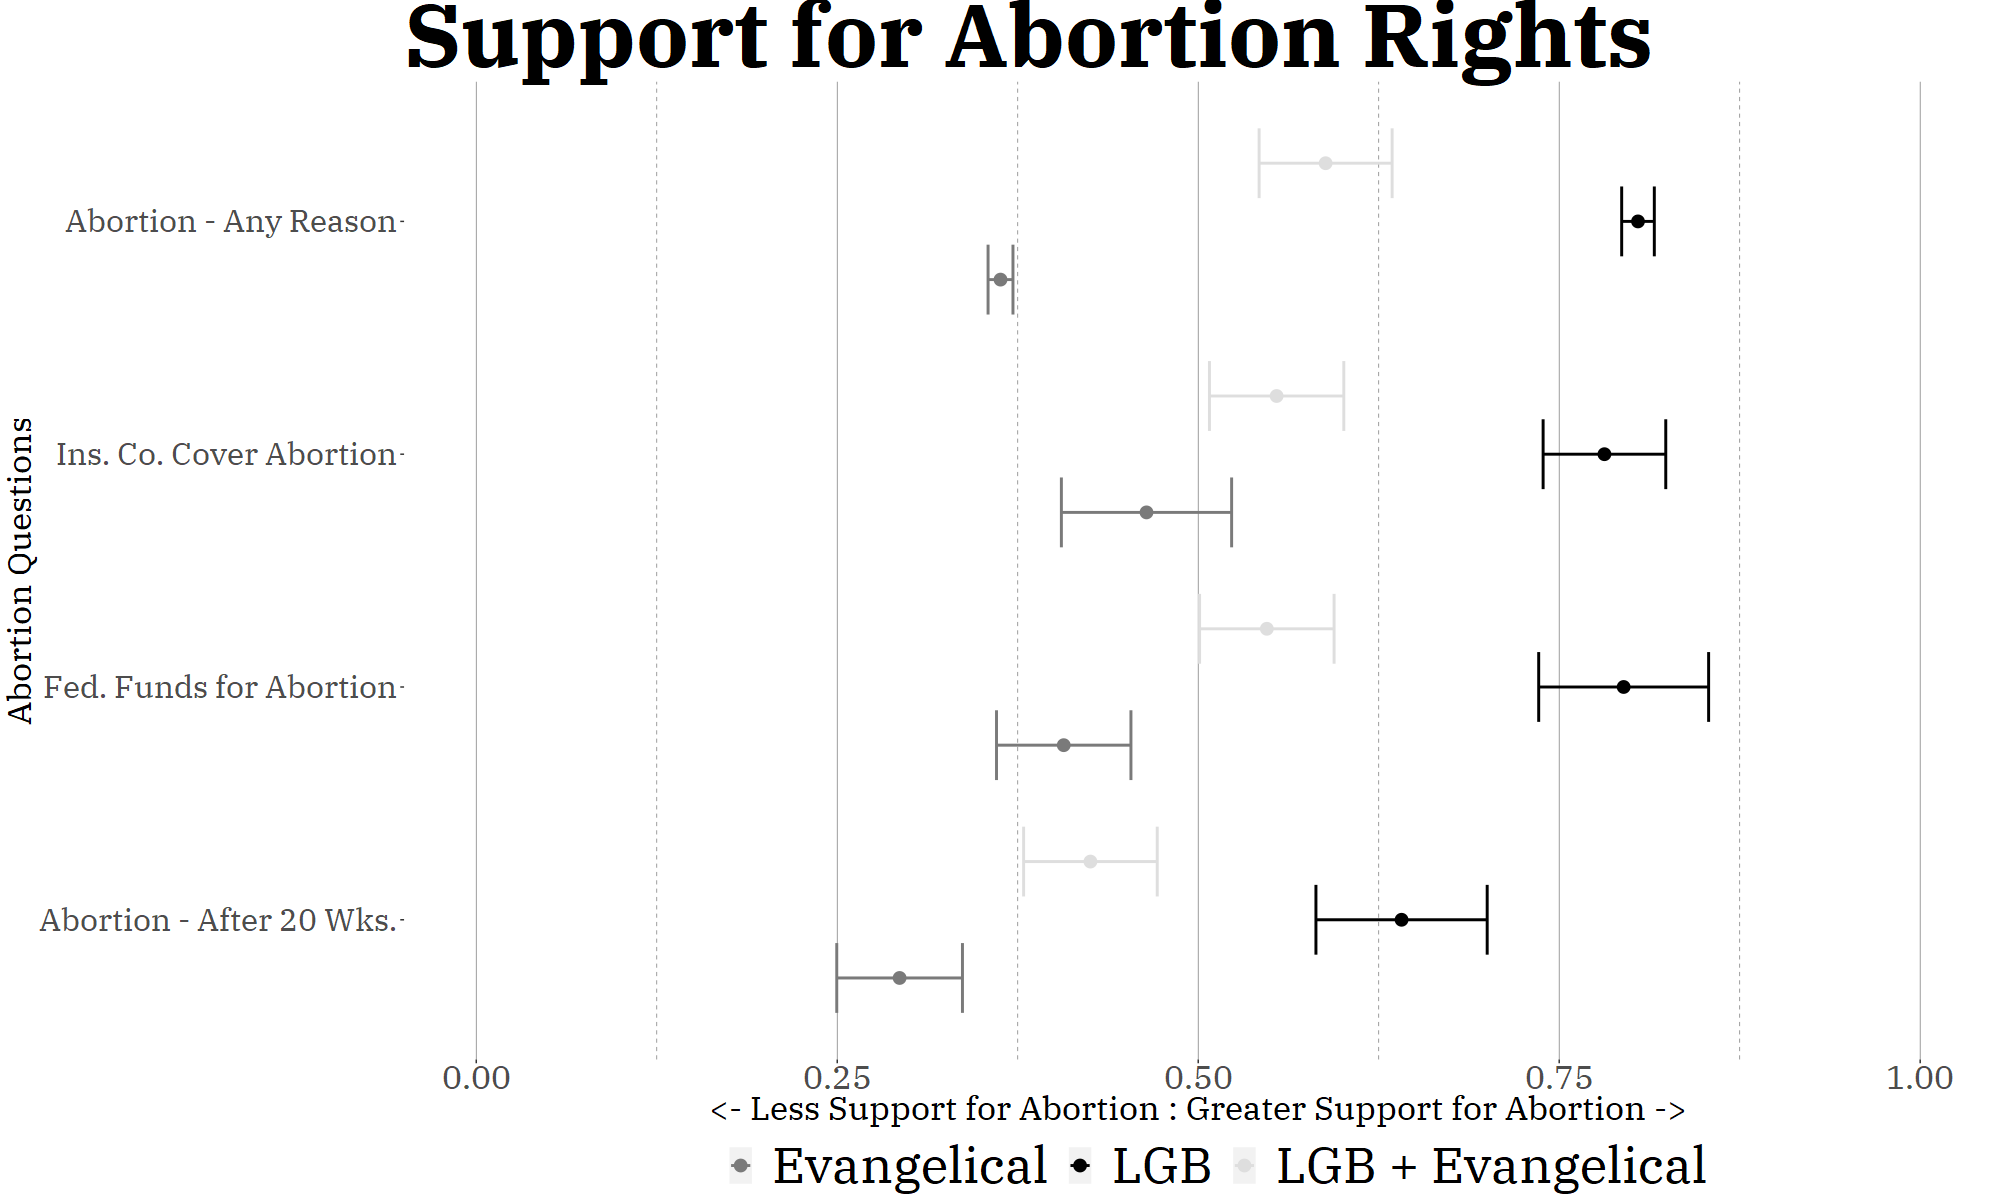 Support for Abortion Rights
Abortion Questions
Abortion - Any Reason
Ins. Co. Cover Abortion
Fed. Funds for Abortion
Abortion - After 20 Wks.
0.00 0.25 0.50 0.75 1.00
<- Less Support for Abortion : Greater Support for Abortion ->
Evangelical LGB LGB + Evangelical